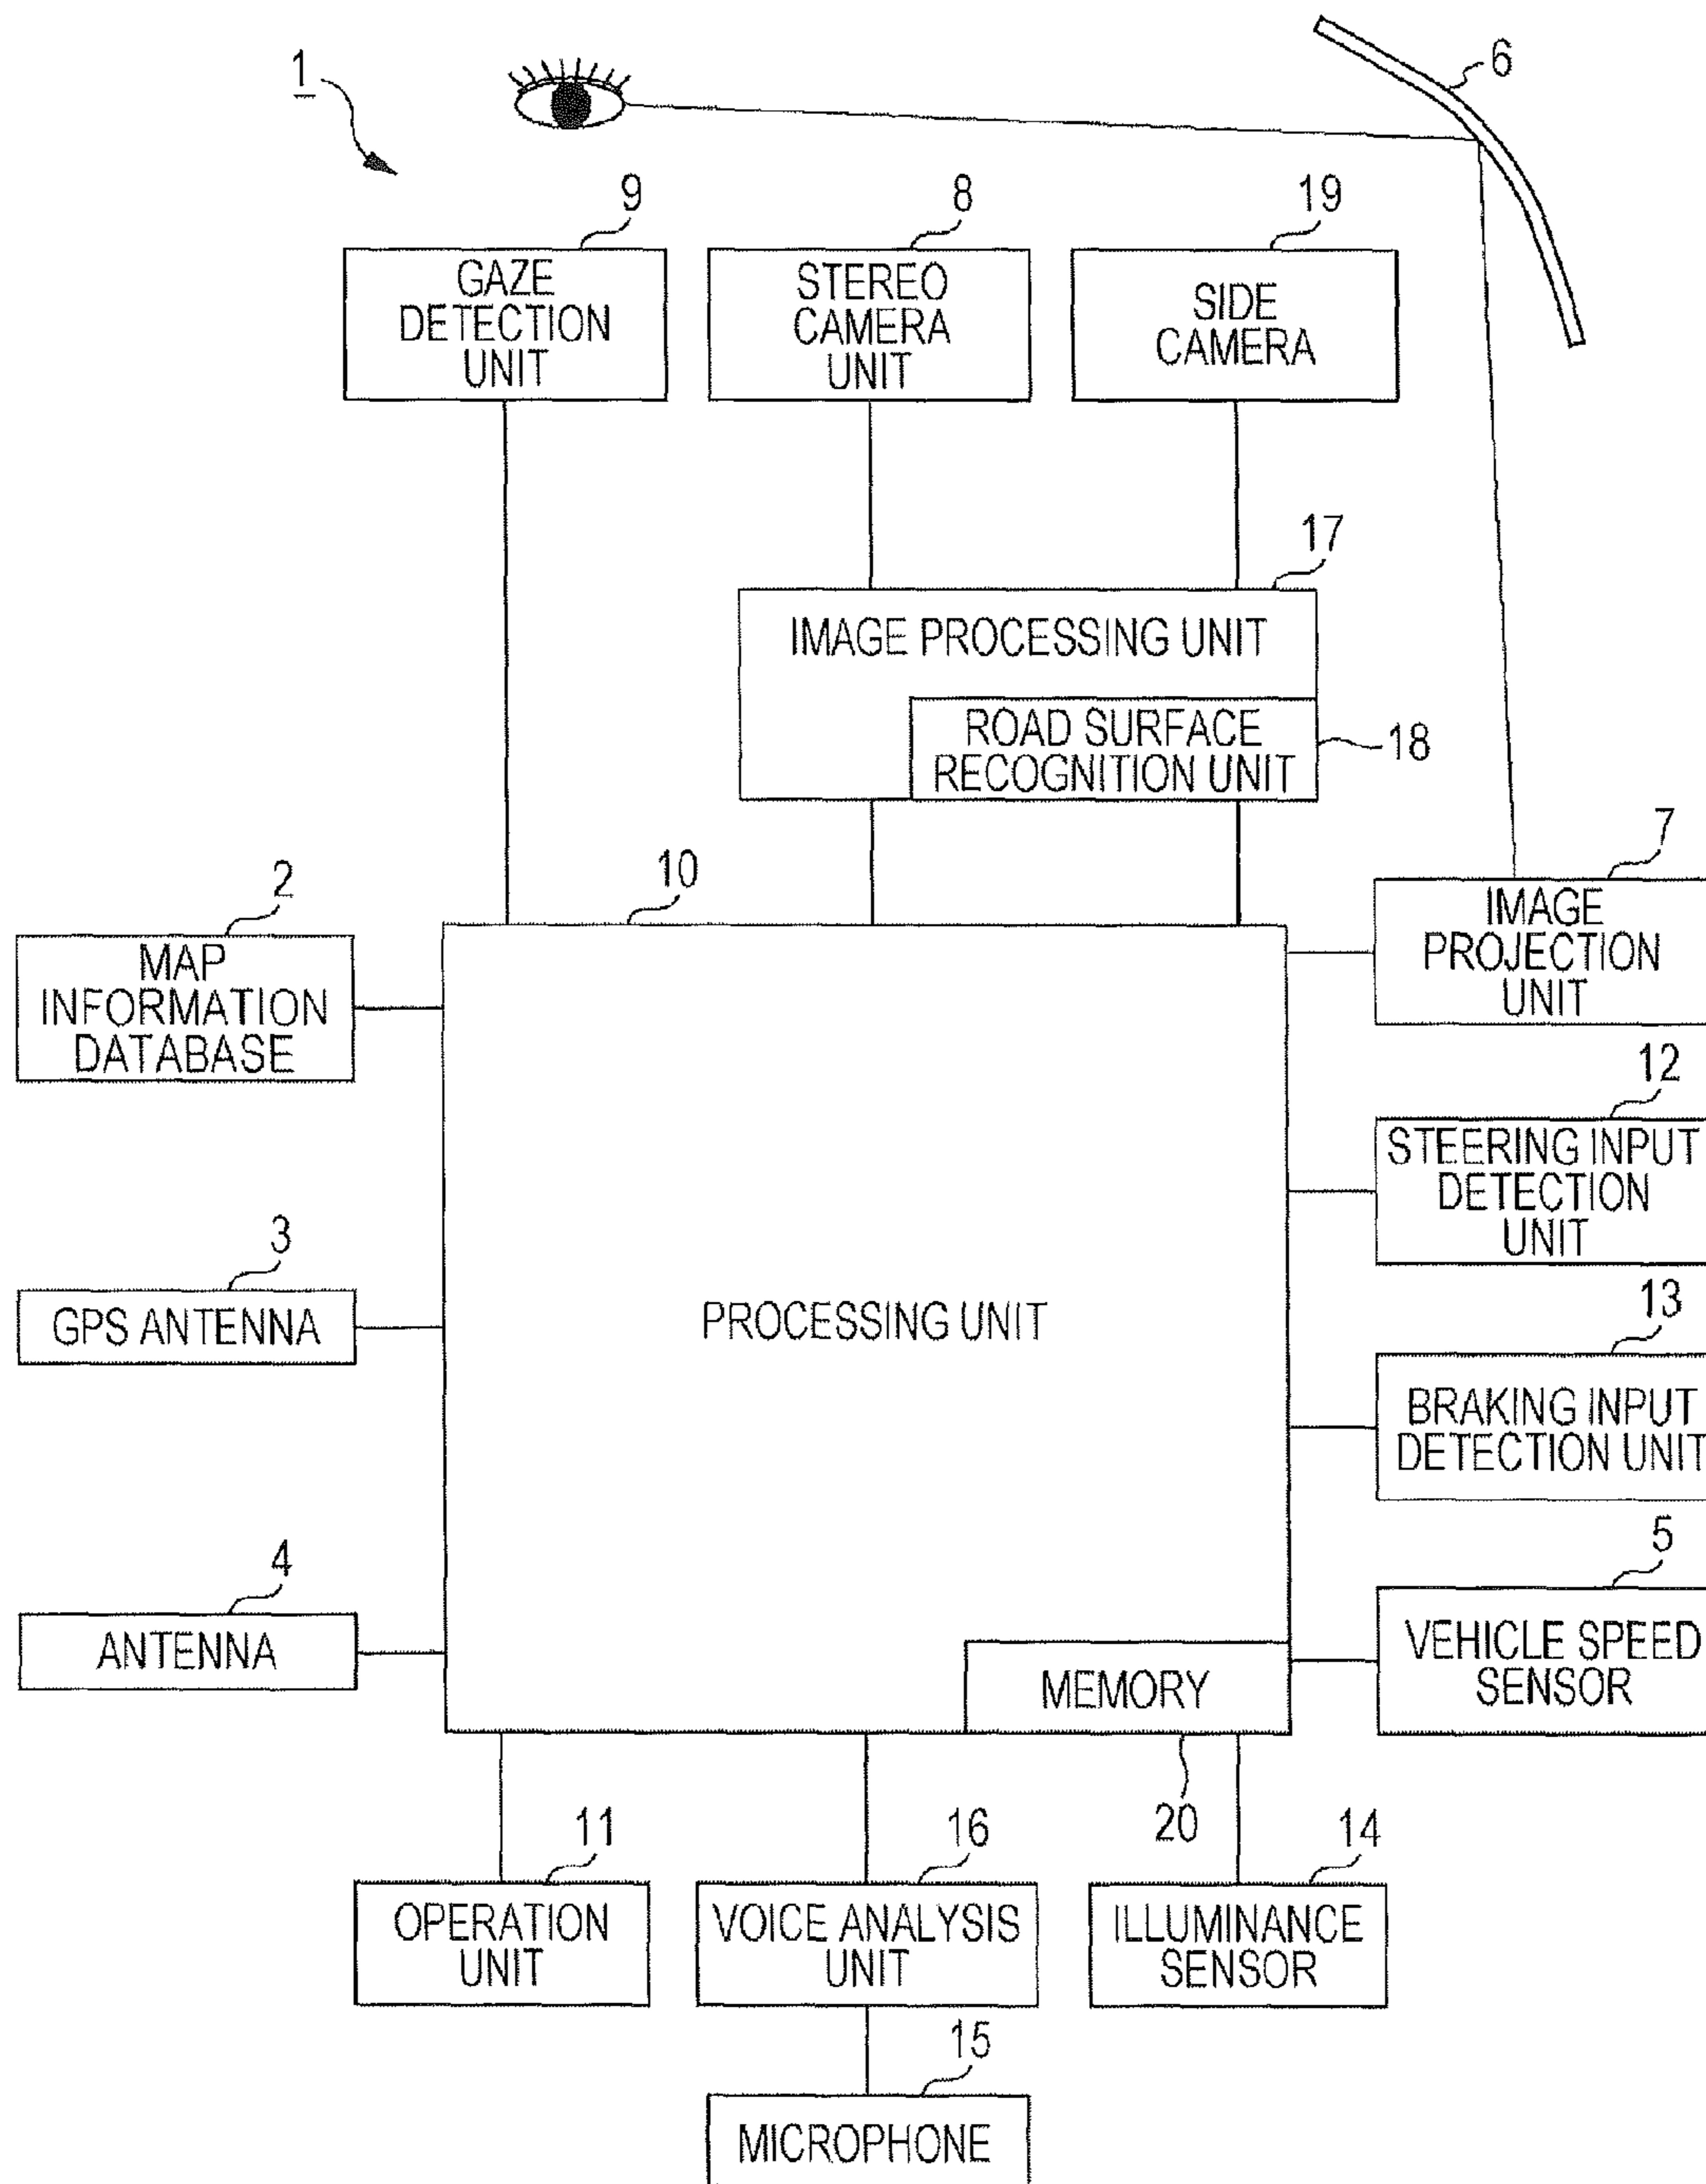 1
6
9
8
19
GAZE
DETECTION
UNIT
STEREO
CAMERA
UNIT
SIDE
CAMERA
17
IMAGE PROCESSING UNIT
ROAD SURFACE
RECOGNITION UNIT
18
7
IMAGE
PROJECTION
UNIT
10
2
MAP
INFORMATION
DATABASE
12
STEERING INPUT
DETECTION
UNIT
3
GPS ANTENNA
PROCESSING UNIT
13
BRAKING INPUT
DETECTION UNIT
4
ANTENNA
5
VEHICLE SPEED
SENSOR
MEMORY
20
11
OPERATION
UNIT
16
VOICE ANALYSIS
UNIT
14
ILLUMINANCE
SENSOR
15
MICROPHONE